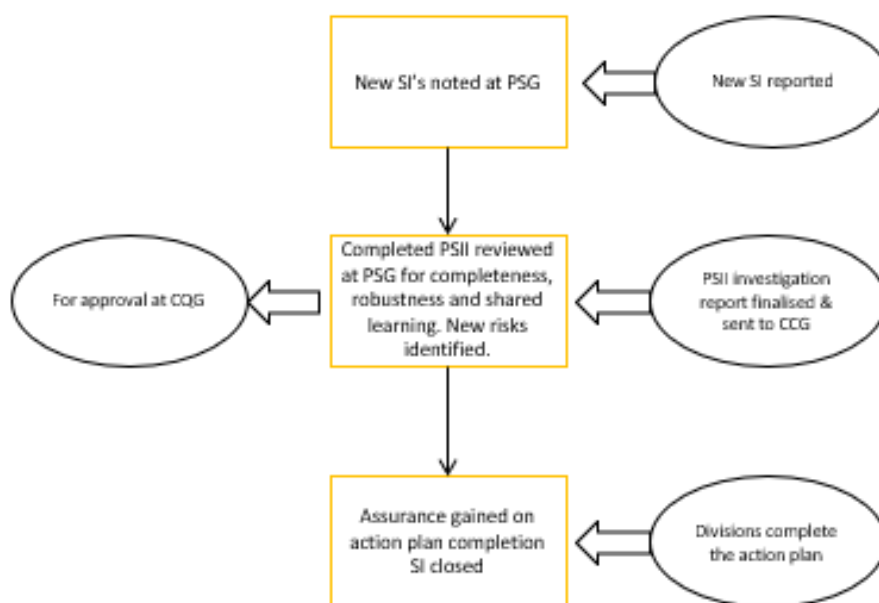 New SI's noted at PSG
New SI reported
Completed PSII reviewed
at PSG for completeness,
robustness and shared
learning. New risks
identified.
For approval at CQG
PSII investigation
report finalised &
sent to CCG
Assurance gained on
action plan completion
SI closed
Divisions complete
the action plan